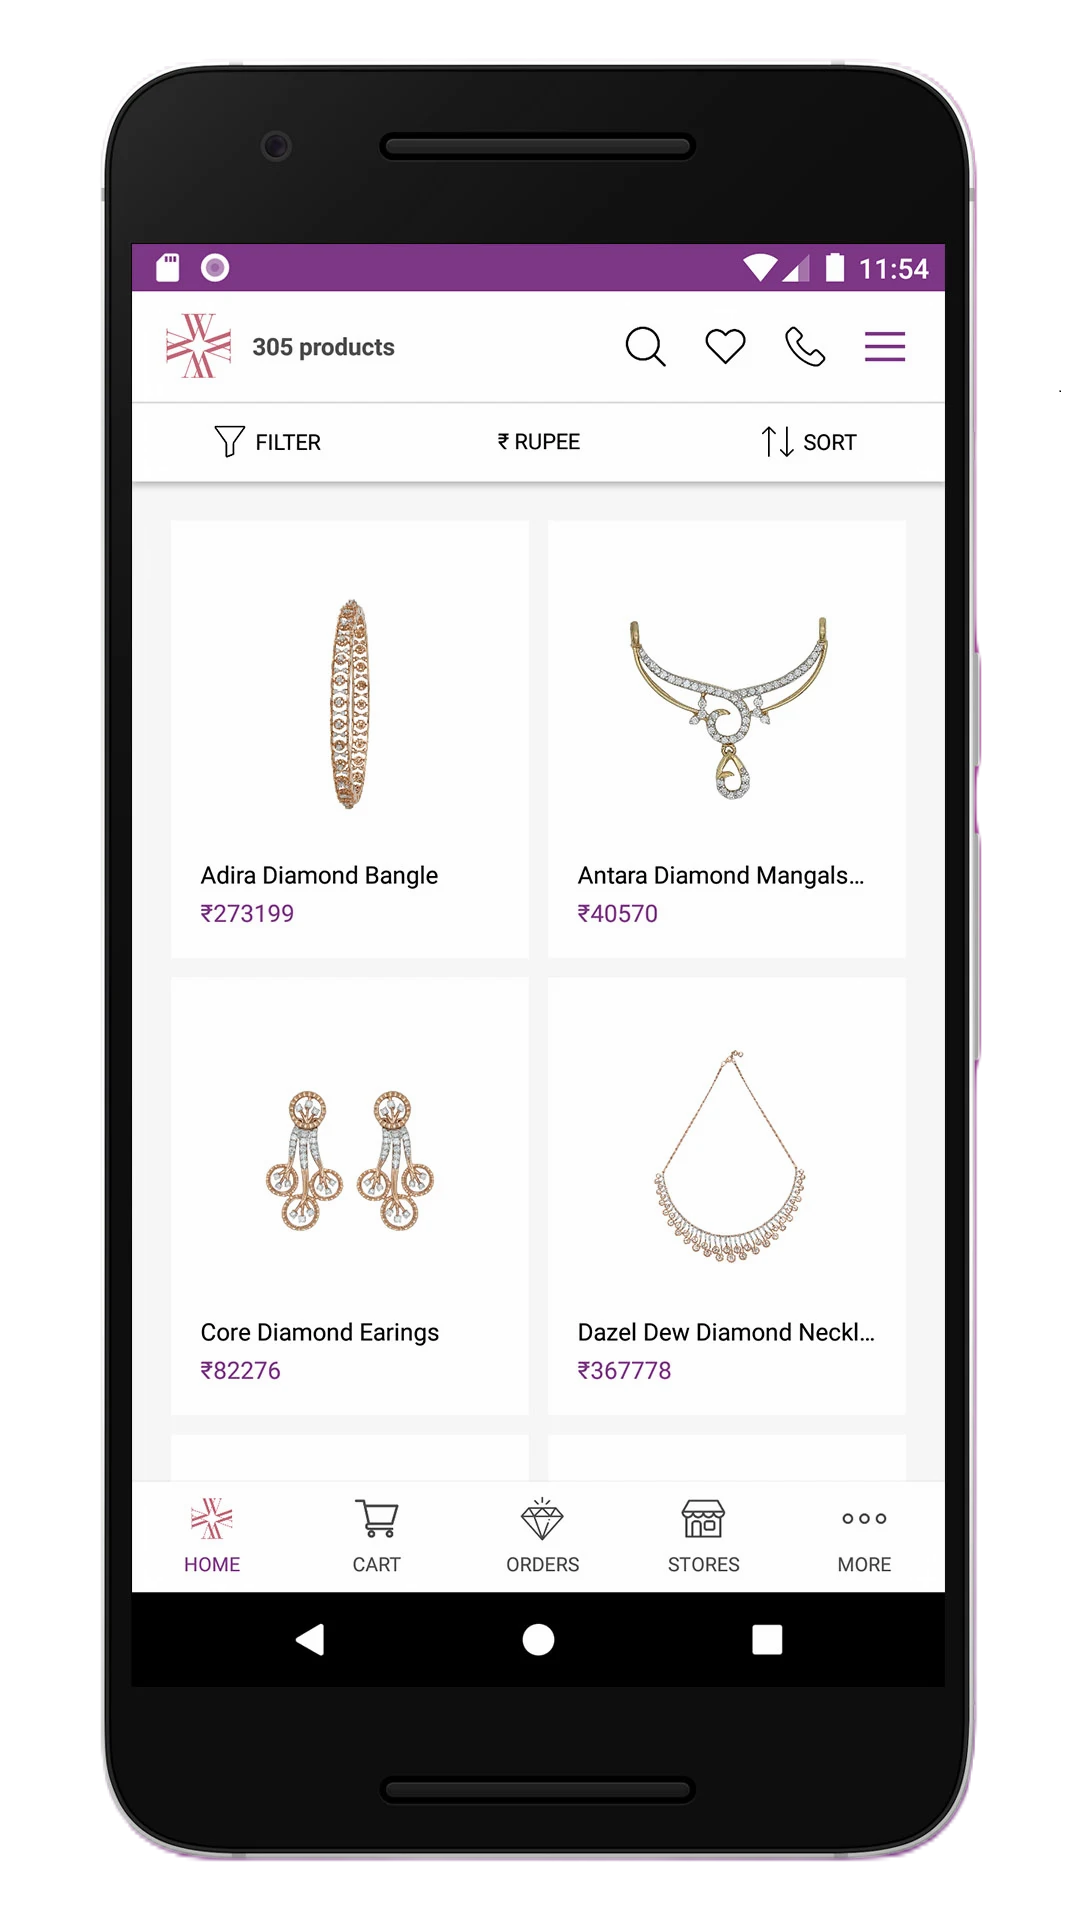 11:54
305 products
FILTER
₹ RUPEE
SORT
Adira Diamond Bangle
₹273199
Antara Diamond Mangals...
₹40570
Core Diamond Earings
₹82276
Dazel Dew Diamond Neckl...
₹367778
HOME
CART
ORDERS
STORES
MORE